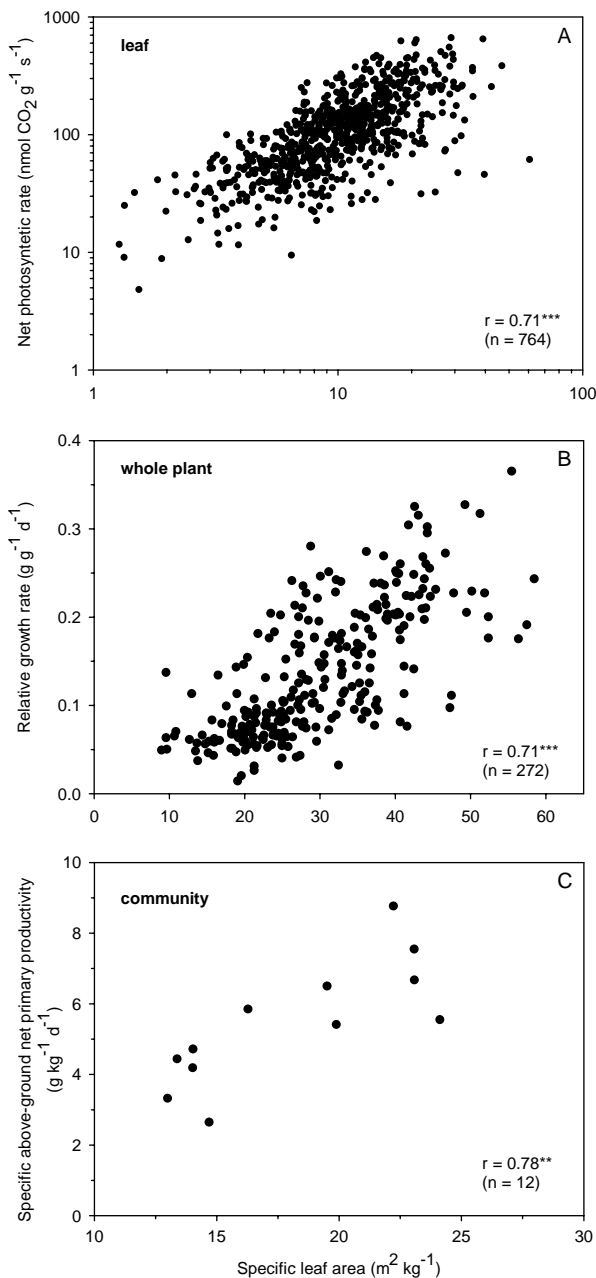 1000
A
leaf
100
Net photosyntetic rate (nmol CO2 g-1 s-1)
10
r = 0.71***
(n = 764)
1
1 10 100
0.4
B
whole plant
0.3
Relative growth rate (g g-1 d-1)
0.2
0.1
r = 0.71***
(n = 272)
0.0
0 10 20 30 40 50 60
10
C
community
8
Specific above-ground net primary productivity
(g kg-1 d-1)
6
4
2
r = 0.78**
(n = 12)
0
10 15 20 25 30
Specific leaf area (m2 kg-1)